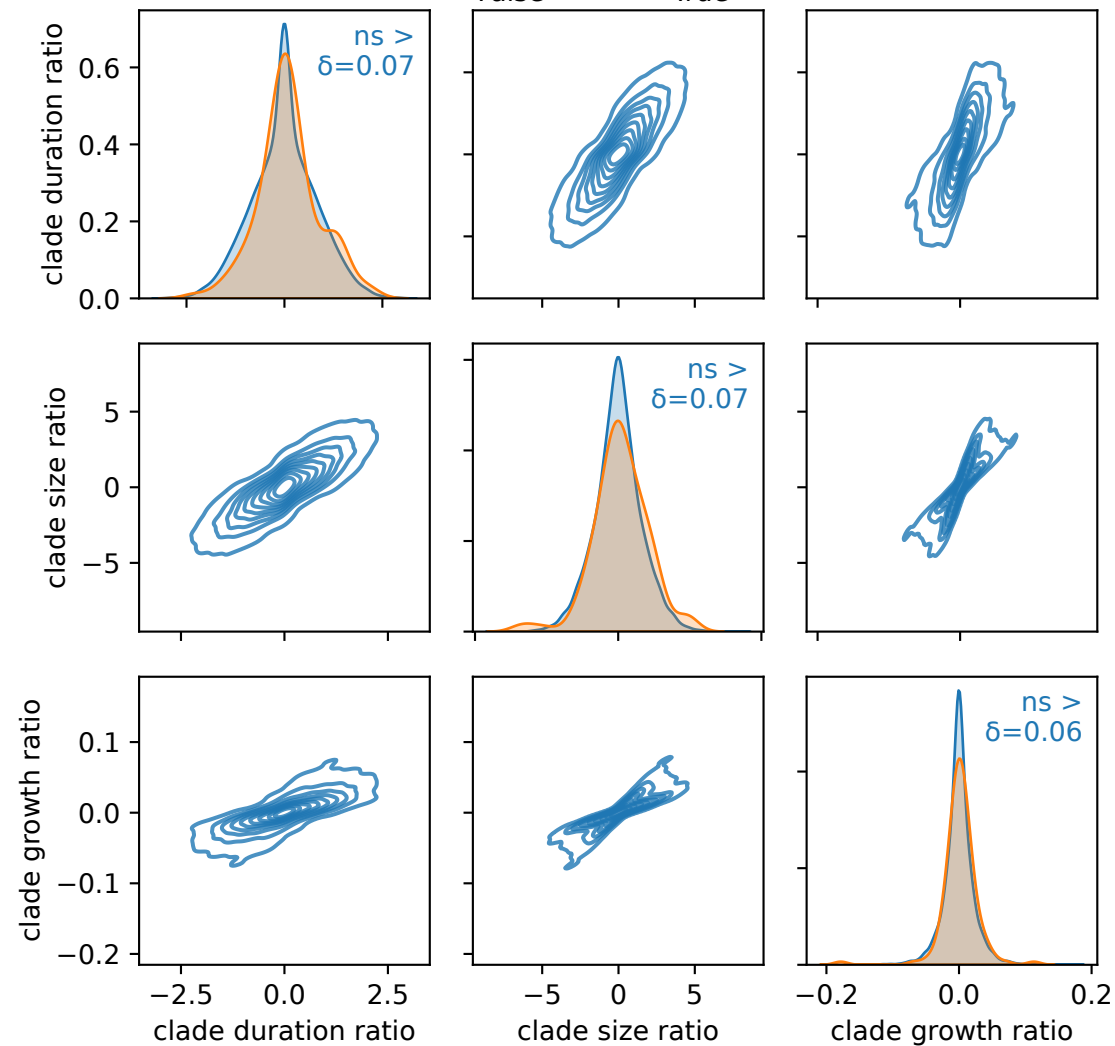 clade duration ratio
0.6
0.4
0.2
0.0
ns >
δ=0.07
clade size ratio
5
0
−5
ns >
δ=0.07
clade growth ratio
0.1
0.0
−0.1
−0.2
ns >
δ=0.06
−2.5 0.0 2.5
−5 0 5
−0.2 0.0 0.2
clade duration ratio
clade size ratio
clade growth ratio